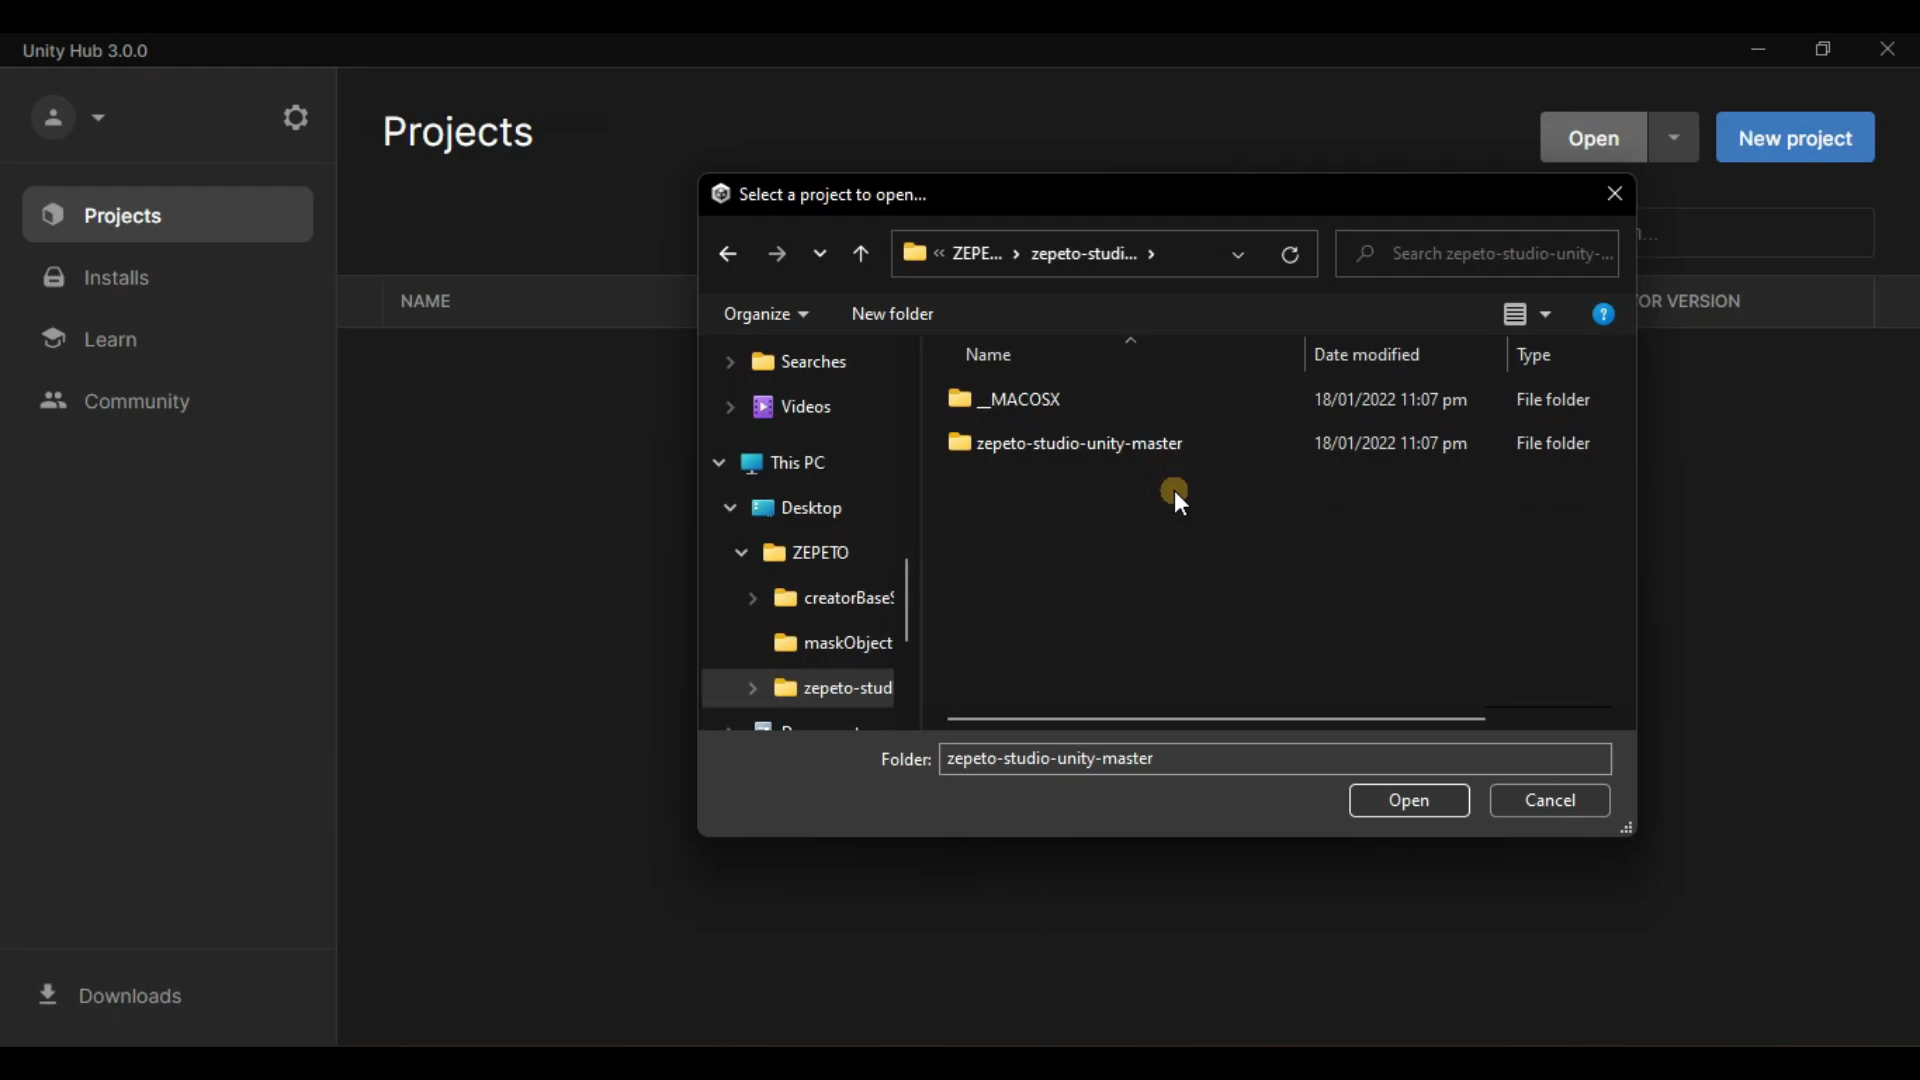 Unity Hub 3.0.0
Projects
Open
New project
Projects
Installs
Learn
Community
Downloads
NAME
OR VERSION
Select a project to open...
« ZEPE... › zepeto-studi... ›
Search zepeto-studio-unity-...
Organize
New folder
Searches
Videos
This PC
Desktop
ZEPETO
creatorBase
maskObject
zepeto-stud
Name Date modified Type
__MACOSX 18/01/2022 11:07 pm File folder
zepeto-studio-unity-master 18/01/2022 11:07 pm File folder
Folder: zepeto-studio-unity-master
Open
Cancel